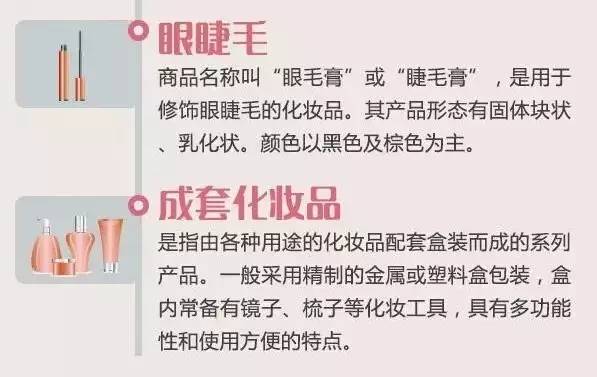 眼睫毛
商品名称叫“眼毛膏”或“睫毛膏”，是用于
修饰眼睫毛的化妆品。其产品形态有固体块状
、乳化状。颜色以黑色及棕色为主。
成套化妆品
是指由各种用途的化妆品配套盒装而成的系列
产品。一般采用精制的金属或塑料盒包装，盒
内常备有镜子、梳子等化妆工具，具有多功能
性和使用方便的特点。